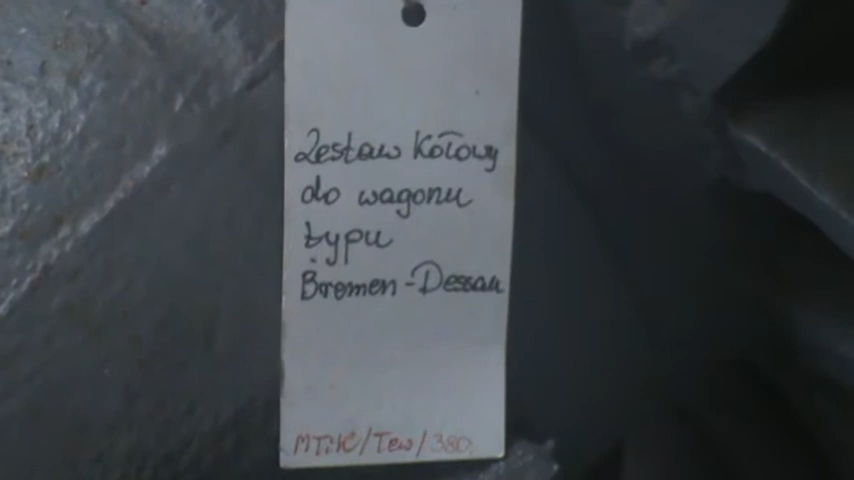 Zestaw Kołowy
do wagonu
typu
Bremen-Dessau
MTiK/Tew/380